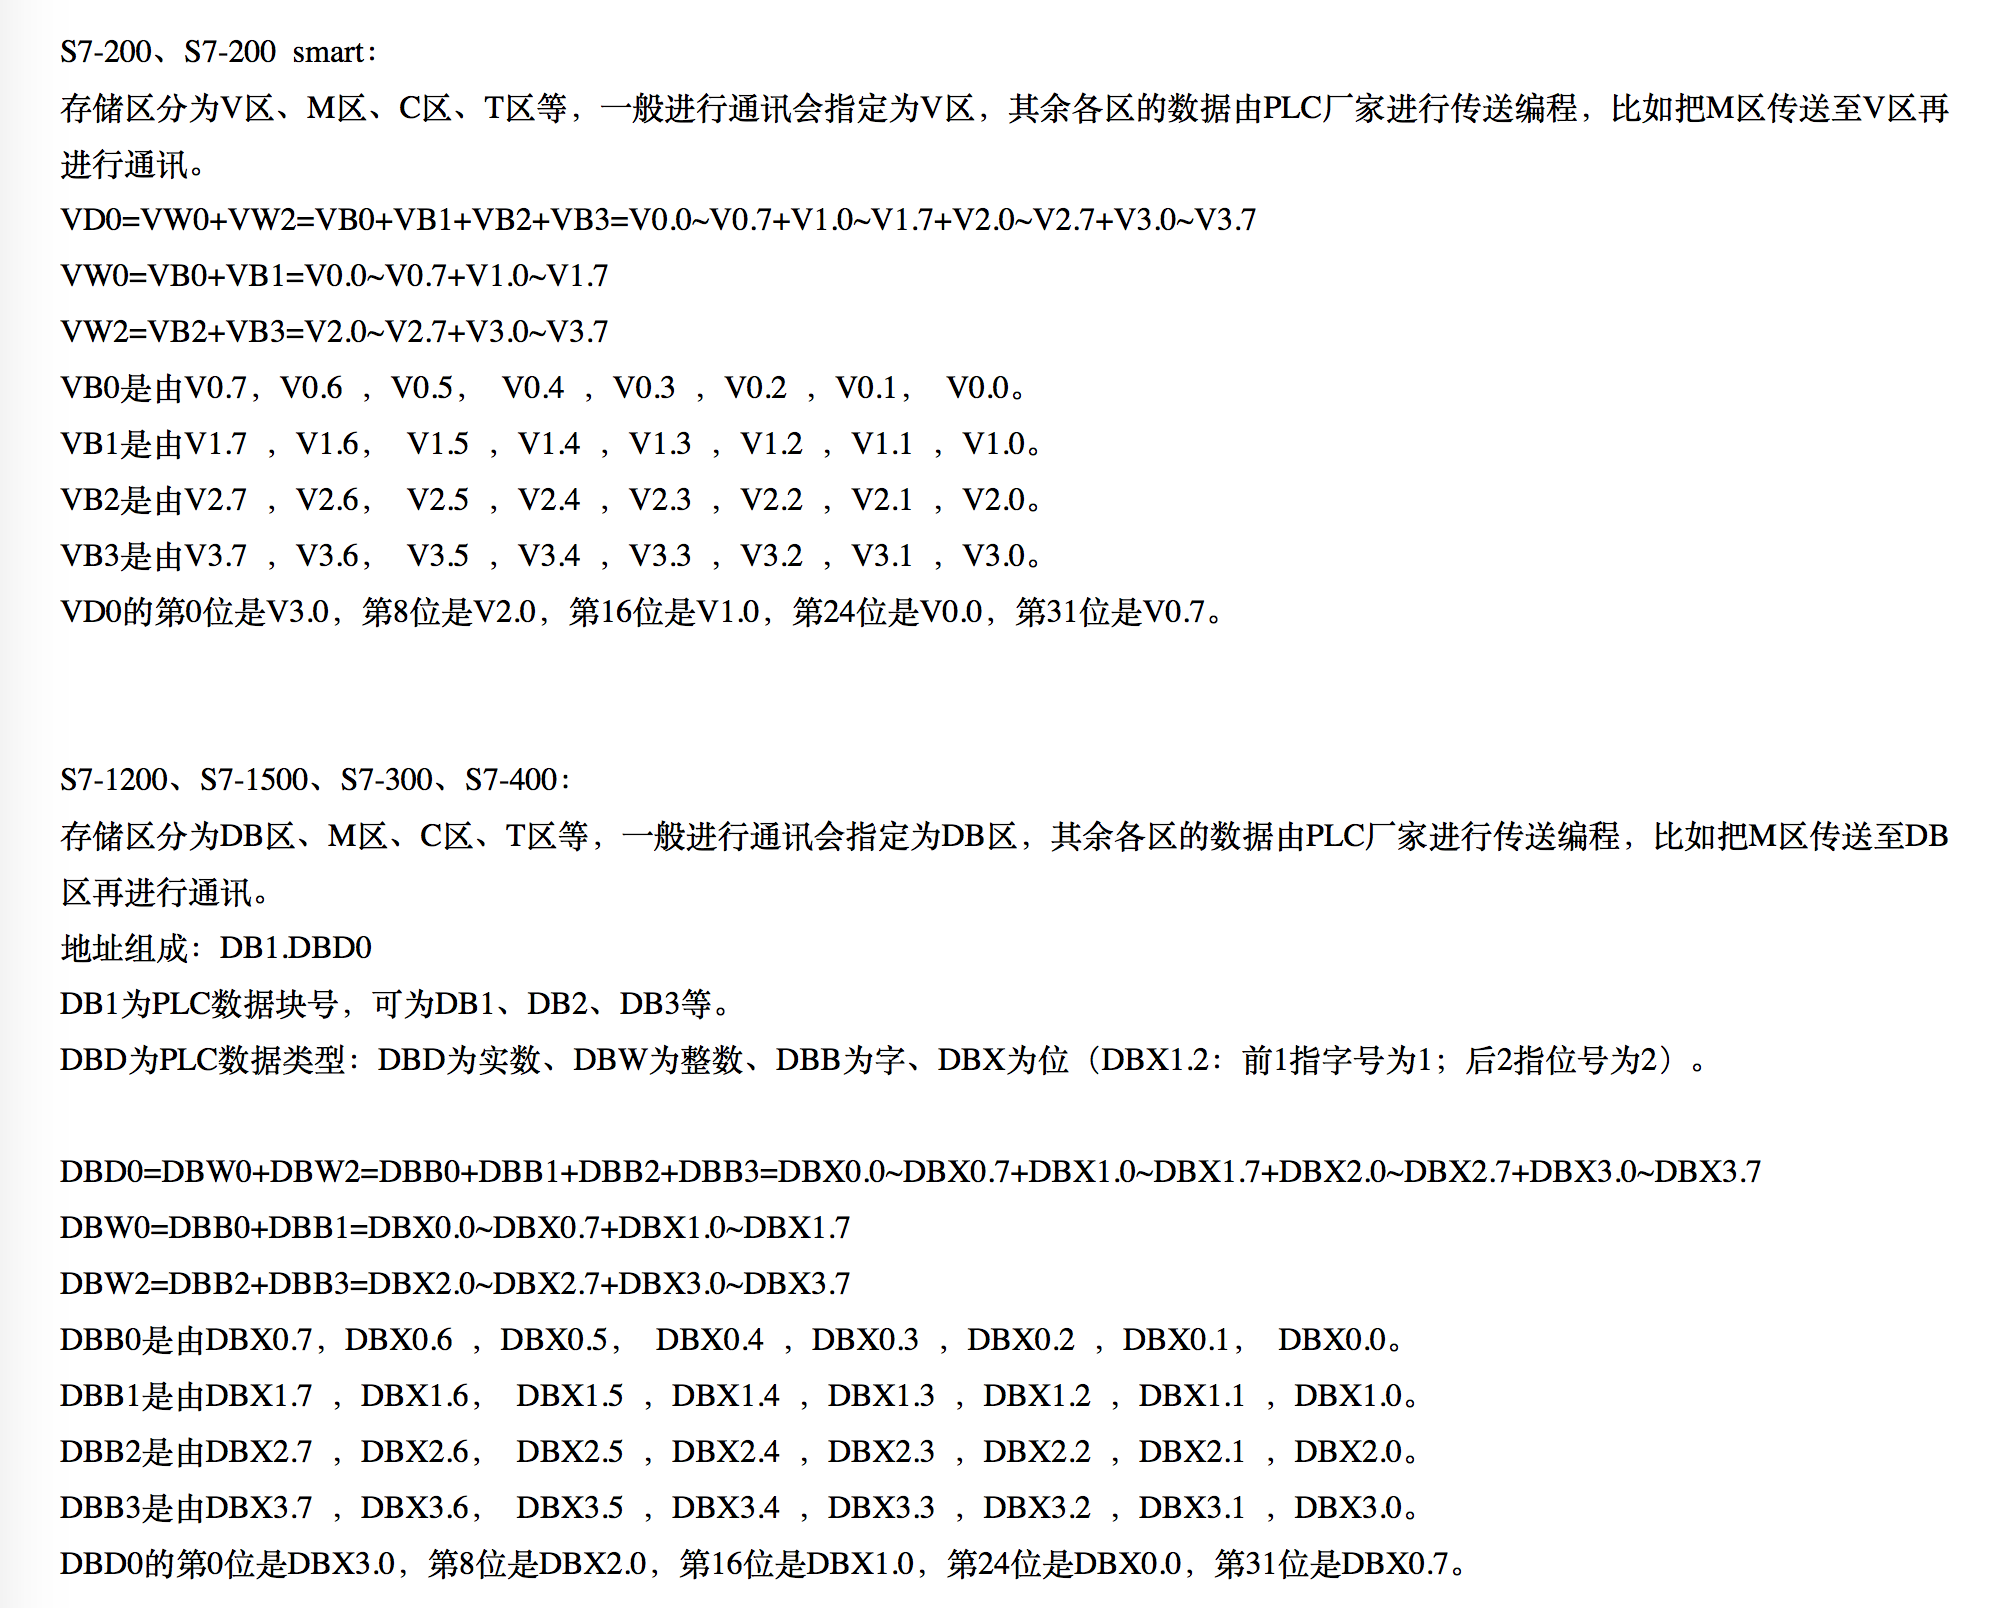 S7-200、S7-200 smart：
存储区分为V区、M区、C区、T区等，一般进行通讯会指定为V区，其余各区的数据由PLC厂家进行传送编程，比如把M区传送至V区再
进行通讯。
VD0=VW0+VW2=VB0+VB1+VB2+VB3=V0.0~V0.7+V1.0~V1.7+V2.0~V2.7+V3.0~V3.7
VW0=VB0+VB1=V0.0~V0.7+V1.0~V1.7
VW2=VB2+VB3=V2.0~V2.7+V3.0~V3.7
VB0是由V0.7，V0.6 ，V0.5， V0.4 ，V0.3 ，V0.2 ，V0.1， V0.0。
VB1是由V1.7 ，V1.6， V1.5 ，V1.4 ，V1.3 ，V1.2 ，V1.1 ，V1.0。
VB2是由V2.7 ，V2.6， V2.5 ，V2.4 ，V2.3 ，V2.2 ，V2.1 ，V2.0。
VB3是由V3.7 ，V3.6， V3.5 ，V3.4 ，V3.3 ，V3.2 ，V3.1 ，V3.0。
VD0的第0位是V3.0，第8位是V2.0，第16位是V1.0，第24位是V0.0，第31位是V0.7。
S7-1200、S7-1500、S7-300、S7-400：
存储区分为DB区、M区、C区、T区等，一般进行通讯会指定为DB区，其余各区的数据由PLC厂家进行传送编程，比如把M区传送至DB
区再进行通讯。
地址组成：DB1.DBD0
DB1为PLC数据块号，可为DB1、DB2、DB3等。
DBD为PLC数据类型：DBD为实数、DBW为整数、DBB为字、DBX为位（DBX1.2：前1指字号为1；后2指位号为2）。
DBD0=DBW0+DBW2=DBB0+DBB1+DBB2+DBB3=DBX0.0~DBX0.7+DBX1.0~DBX1.7+DBX2.0~DBX2.7+DBX3.0~DBX3.7
DBW0=DBB0+DBB1=DBX0.0~DBX0.7+DBX1.0~DBX1.7
DBW2=DBB2+DBB3=DBX2.0~DBX2.7+DBX3.0~DBX3.7
DBB0是由DBX0.7，DBX0.6 ，DBX0.5， DBX0.4 ，DBX0.3 ，DBX0.2 ，DBX0.1， DBX0.0。
DBB1是由DBX1.7 ，DBX1.6， DBX1.5 ，DBX1.4 ，DBX1.3 ，DBX1.2 ，DBX1.1 ，DBX1.0。
DBB2是由DBX2.7 ，DBX2.6， DBX2.5 ，DBX2.4 ，DBX2.3 ，DBX2.2 ，DBX2.1 ，DBX2.0。
DBB3是由DBX3.7 ，DBX3.6， DBX3.5 ，DBX3.4 ，DBX3.3 ，DBX3.2 ，DBX3.1 ，DBX3.0。
DBD0的第0位是DBX3.0，第8位是DBX2.0，第16位是DBX1.0，第24位是DBX0.0，第31位是DBX0.7。